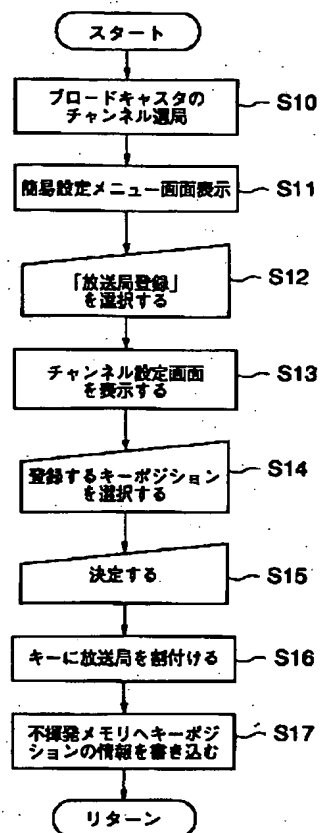 スタート
ブロードキャスタの
チャンネル選局
S10
簡易設定メニュー画面表示
S11
「放送局登録」
を選択する
S12
チャンネル設定画面
を表示する
S13
登録するキーポジション
を選択する
S14
決定する
S15
キーに放送局を割付ける
S16
不揮発メモリへキーポジ
ションの情報を書き込む
S17
リターン